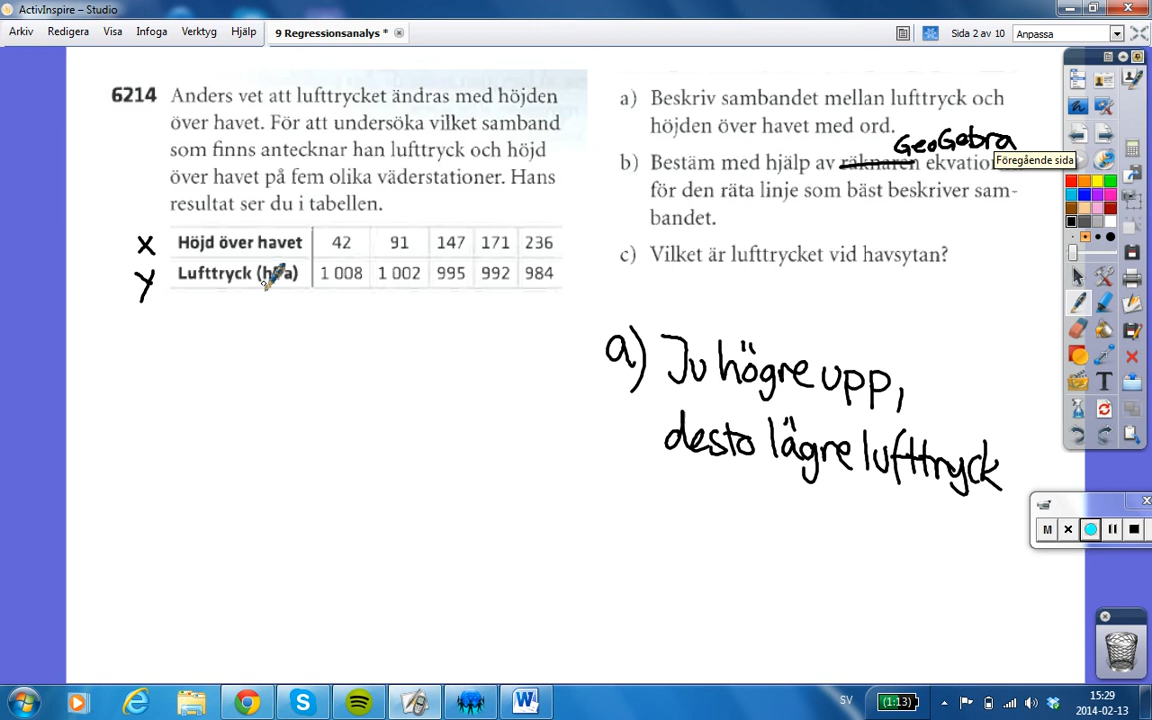 ActivInspire – Studio
Arkiv Redigera Visa Infoga Verktyg Hjälp
9 Regressionsanalys *
Sida 2 av 10
Anpassa
6214 Anders vet att lufttrycket ändras med höjden
över havet. För att undersöka vilket samband
som finns antecknar han lufttryck och höjd
över havet på fem olika väderstationer. Hans
resultat ser du i tabellen.
X Höjd över havet 42 91 147 171 236
Y Lufttryck (hPa) 1 008 1 002 995 992 984
a) Beskriv sambandet mellan lufttryck och
höjden över havet med ord.
GeoGebra
Föregående sida
b) Bestäm med hjälp av räknaren ekvatio
för den räta linje som bäst beskriver sam-
bandet.
c) Vilket är lufttrycket vid havsytan?
a) Ju högre upp,
desto lägre lufttryck
M
SV
(1:13)
15:29
2014-02-13